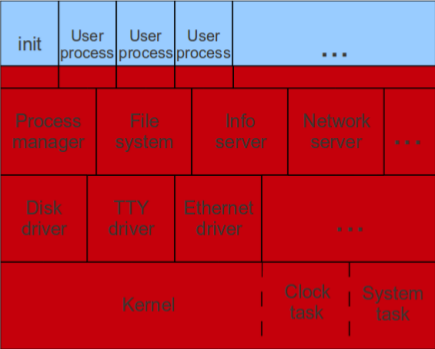 init
User process
User process
User process
...
Process manager
File system
Info server
Network server
...
Disk driver
TTY driver
Ethernet driver
...
Kernel
Clock task
System task